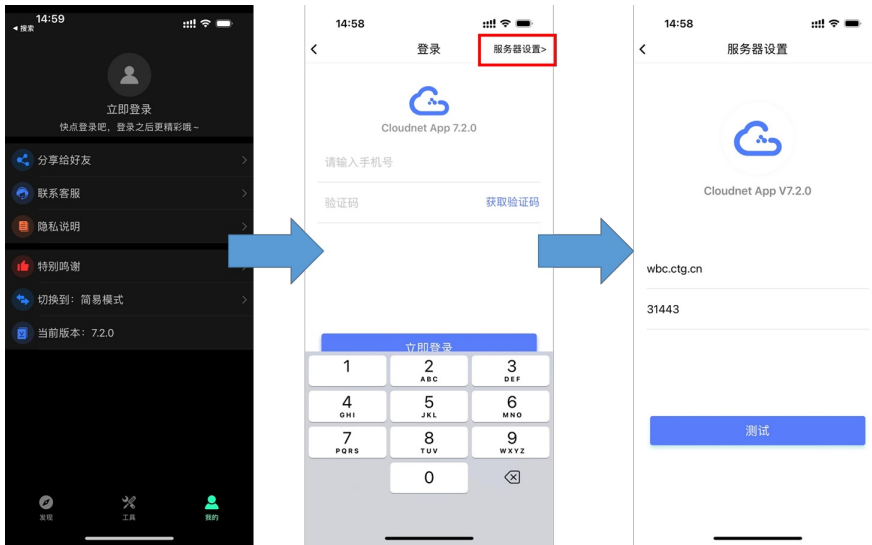 14:59
◀ 搜索
立即登录
快点登录吧，登录之后更精彩哦~
分享给好友
联系客服
隐私说明
特别鸣谢
切换到：简易模式
当前版本：7.2.0
发现
工具
我的
14:58
登录
服务器设置>
Cloudnet App 7.2.0
请输入手机号
验证码
获取验证码
立即登录
1
2
ABC
3
DEF
4
GHI
5
JKL
6
MNO
7
PQRS
8
TUV
9
WXYZ
0
14:58
服务器设置
Cloudnet App V7.2.0
wbc.ctg.cn
31443
测试